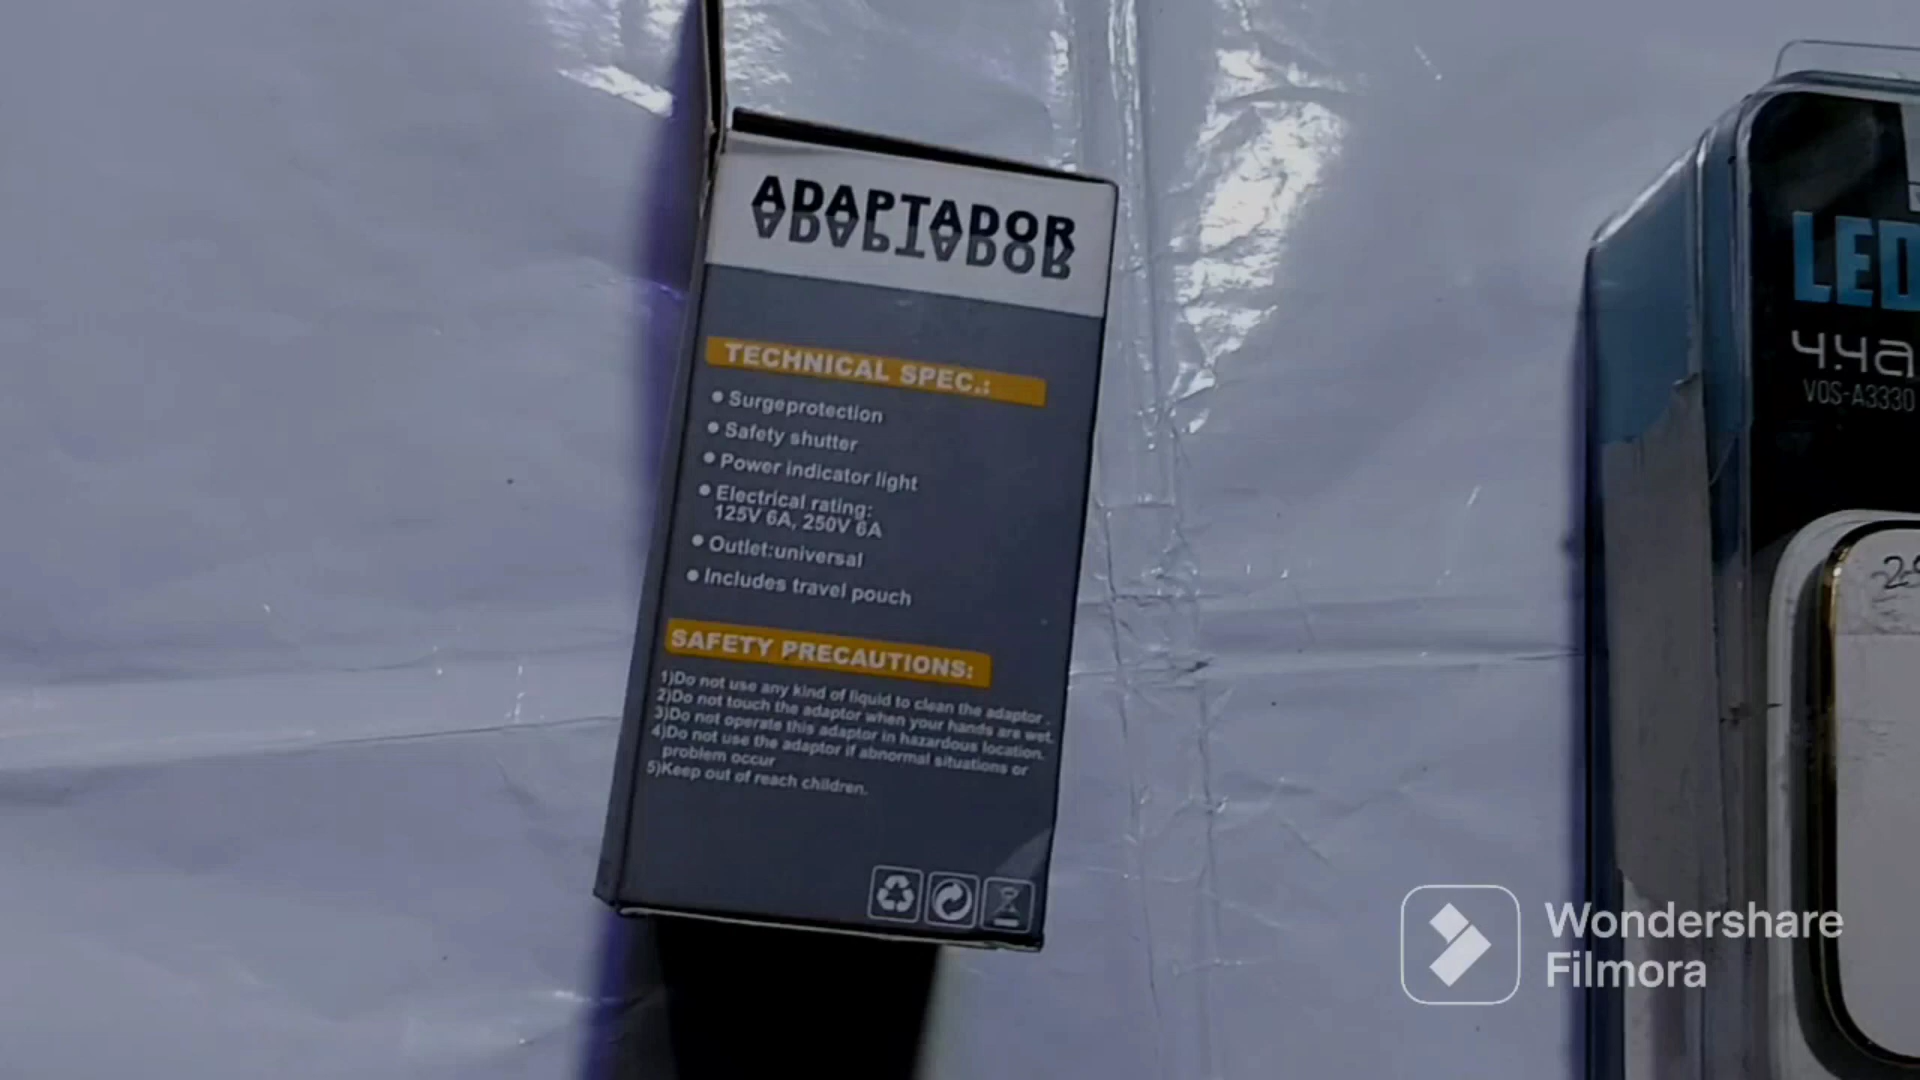 ADAPTADOR
TECHNICAL SPEC.:
Surgeprotection
Safety shutter
Power indicator light
Electrical rating:
125V 6A, 250V 6A
Outlet:universal
Includes travel pouch
SAFETY PRECAUTIONS:
1)Do not use any kind of liquid to clean the adaptor.
2)Do not touch the adaptor when your hands are wet.
3)Do not operate this adaptor in hazardous location.
4)Do not use the adaptor if abnormal situations or
problem occur
5)Keep out of reach children.
LED
4.4a
VOS-A3330
Wondershare
Filmora